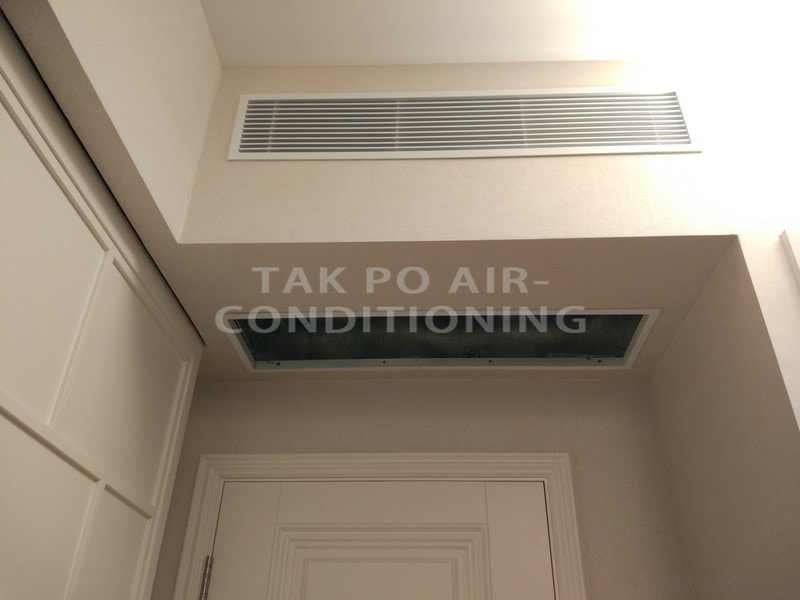 TAK PO AIR-
CONDITIONING